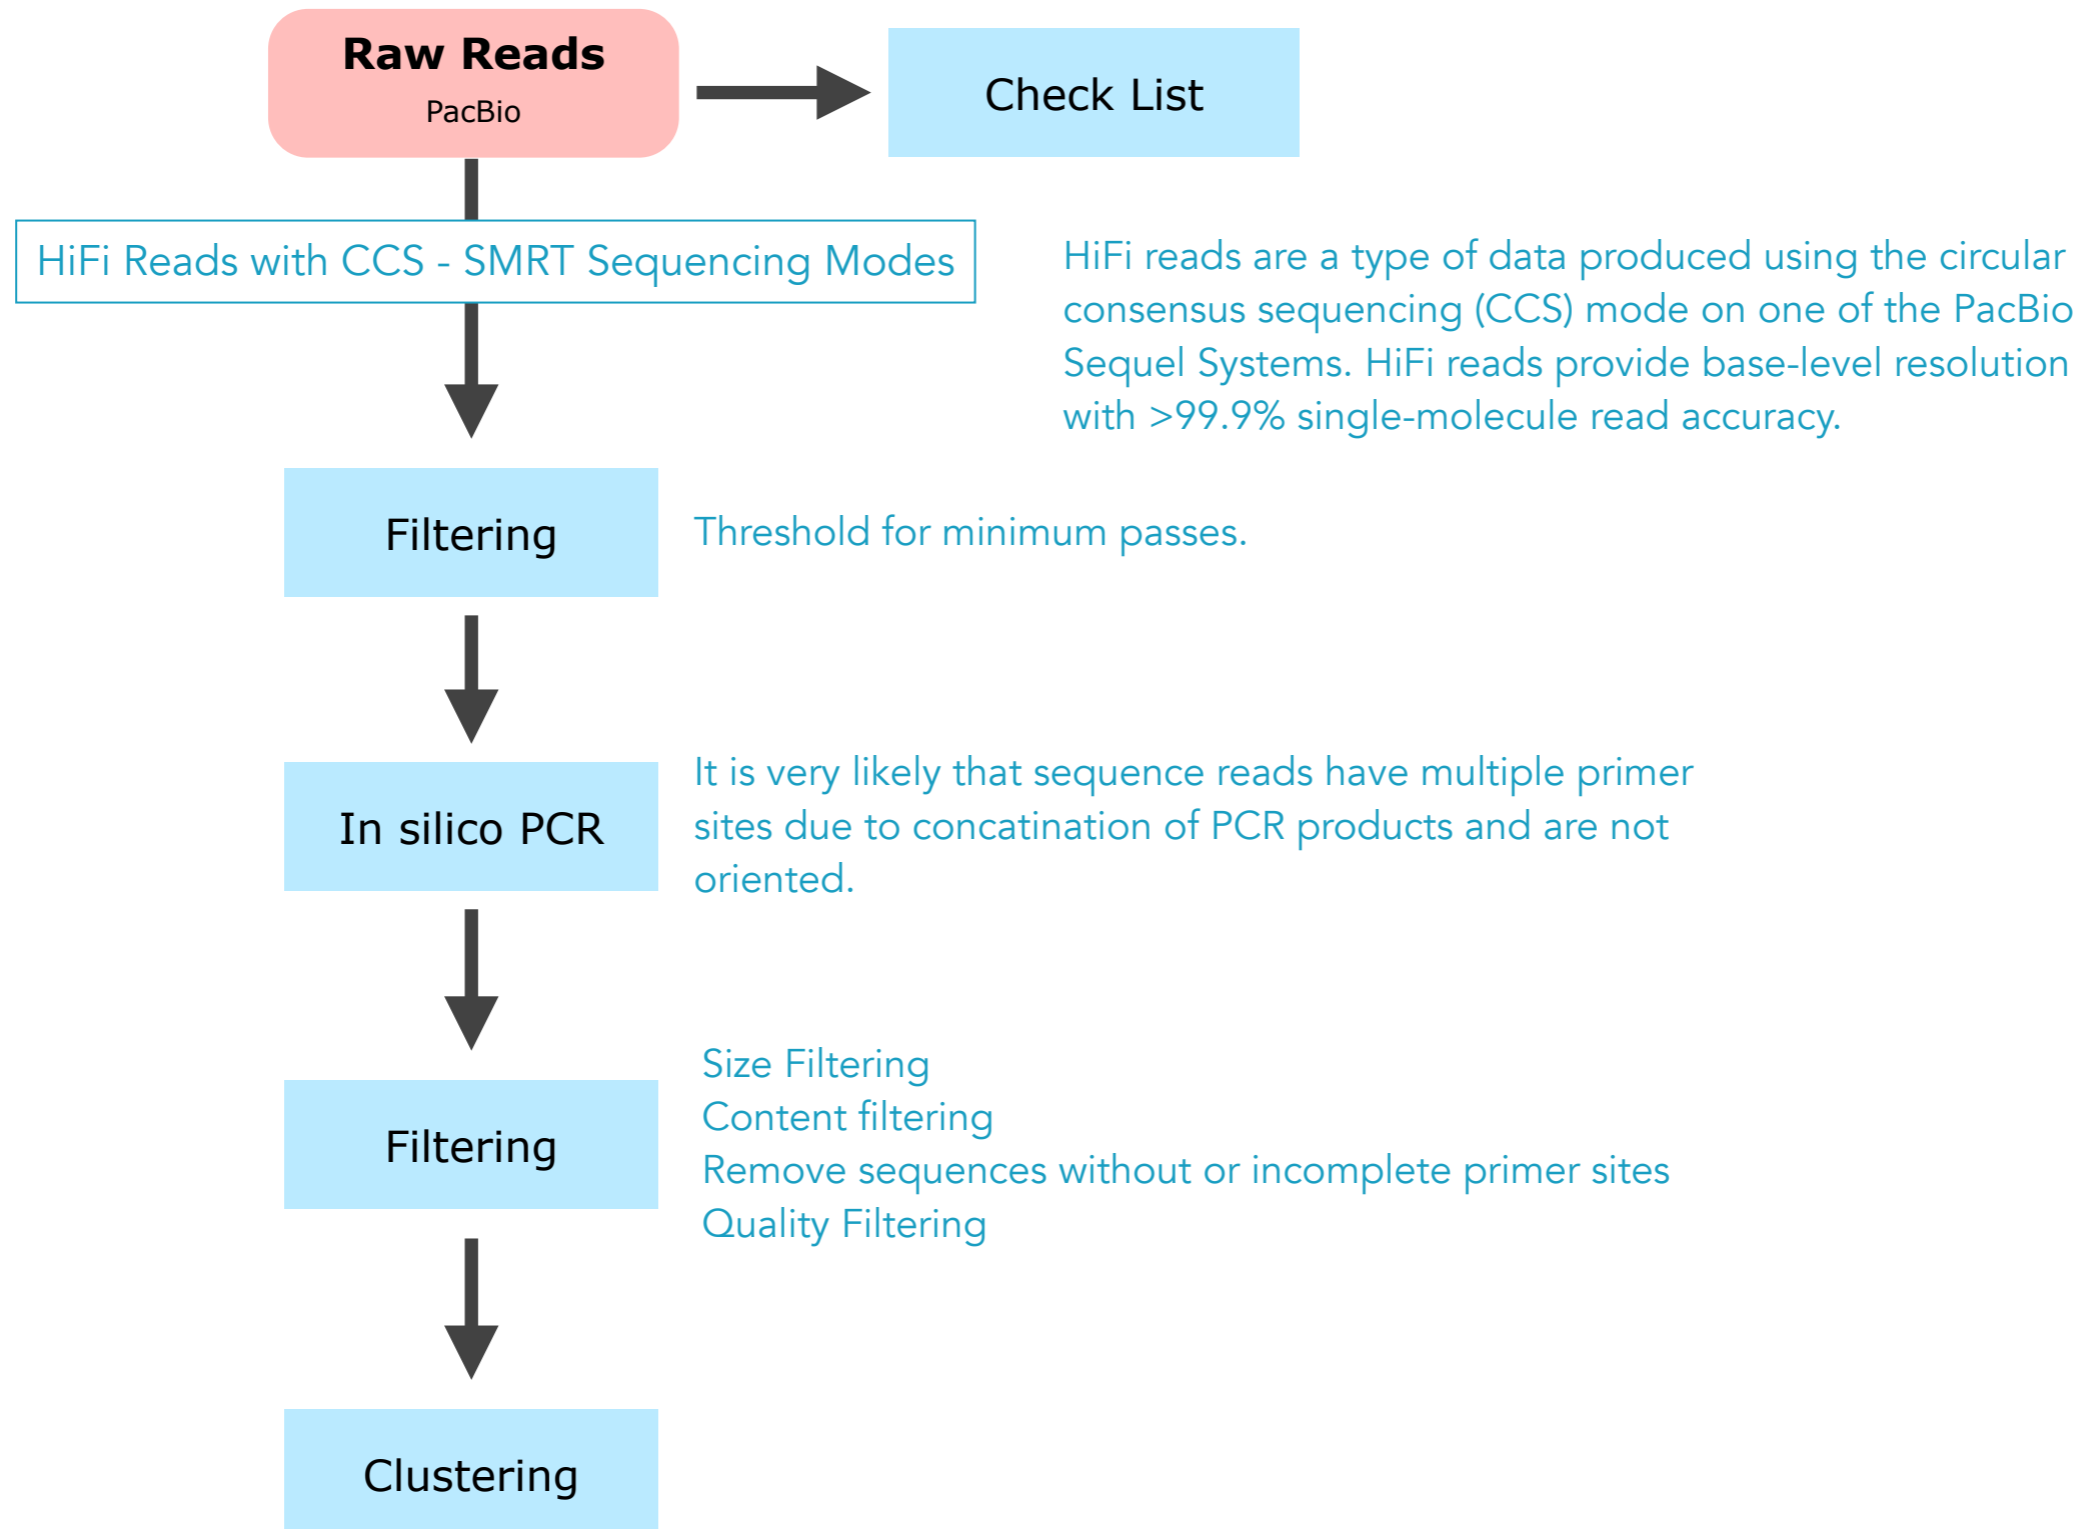 Raw Reads
PacBio
Check List
HiFi Reads with CCS - SMRT Sequencing Modes
HiFi reads are a type of data produced using the circular
consensus sequencing (CCS) mode on one of the PacBio
Sequel Systems. HiFi reads provide base-level resolution
with >99.9% single-molecule read accuracy.
Filtering
Threshold for minimum passes.
In silico PCR
It is very likely that sequence reads have multiple primer
sites due to concatination of PCR products and are not
oriented.
Filtering
Size Filtering
Content filtering
Remove sequences without or incomplete primer sites
Quality Filtering
Clustering